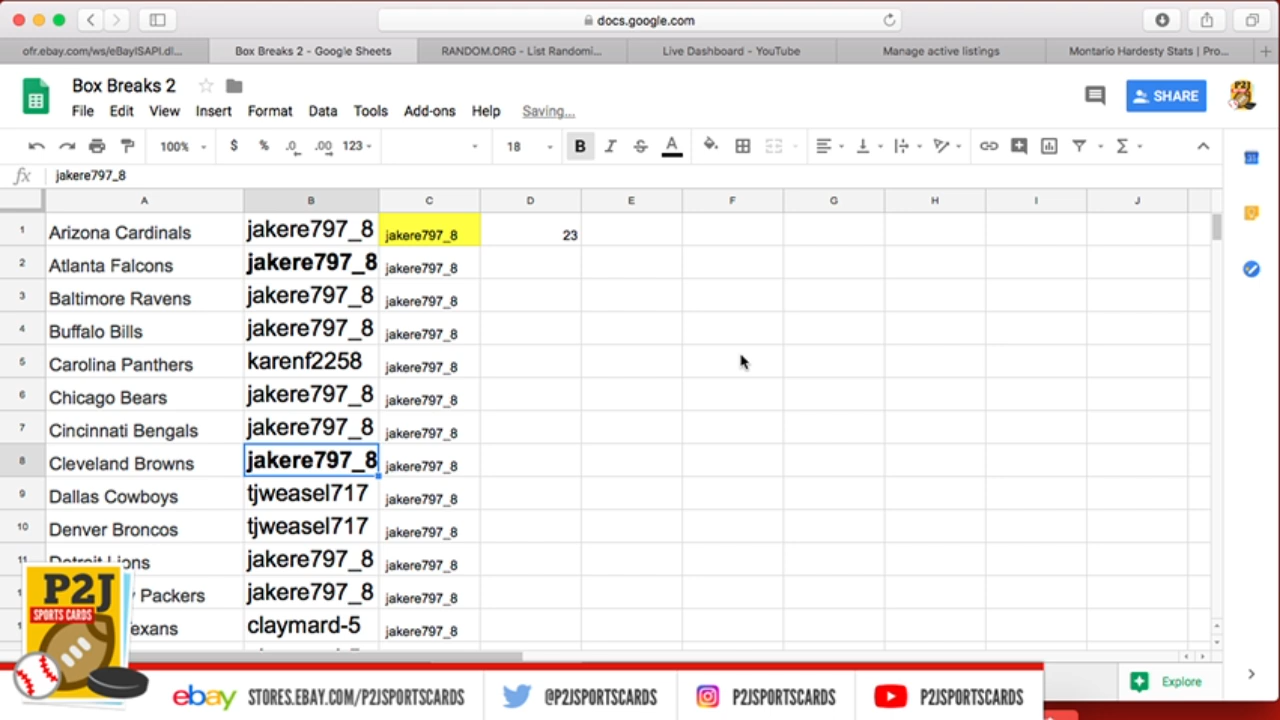 docs.google.com
ofr.ebay.com/ws/eBayISAPI.dl...
Box Breaks 2 - Google Sheets
RANDOM.ORG - List Randomi...
Live Dashboard - YouTube
Manage active listings
Montario Hardesty Stats | Pro...
Box Breaks 2
File Edit View Insert Format Data Tools Add-ons Help Saving...
SHARE
100% $ % .0 .00 123 18 B I S A
fx jakere797_8
A B C D E F G H I J
1 Arizona Cardinals jakere797_8 jakere797_8 23
2 Atlanta Falcons jakere797_8 jakere797_8
3 Baltimore Ravens jakere797_8 jakere797_8
4 Buffalo Bills jakere797_8 jakere797_8
5 Carolina Panthers karenf2258 jakere797_8
6 Chicago Bears jakere797_8 jakere797_8
7 Cincinnati Bengals jakere797_8 jakere797_8
8 Cleveland Browns jakere797_8 jakere797_8
9 Dallas Cowboys tjweasel717 jakere797_8
10 Denver Broncos tjweasel717 jakere797_8
11 Detroit Lions jakere797_8 jakere797_8
Packers jakere797_8 jakere797_8
Texans claymard-5 jakere797_8
P2J
SPORTS CARDS
Explore
ebay STORES.EBAY.COM/P2JSPORTSCARDS @P2JSPORTSCARDS P2JSPORTSCARDS P2JSPORTSCARDS